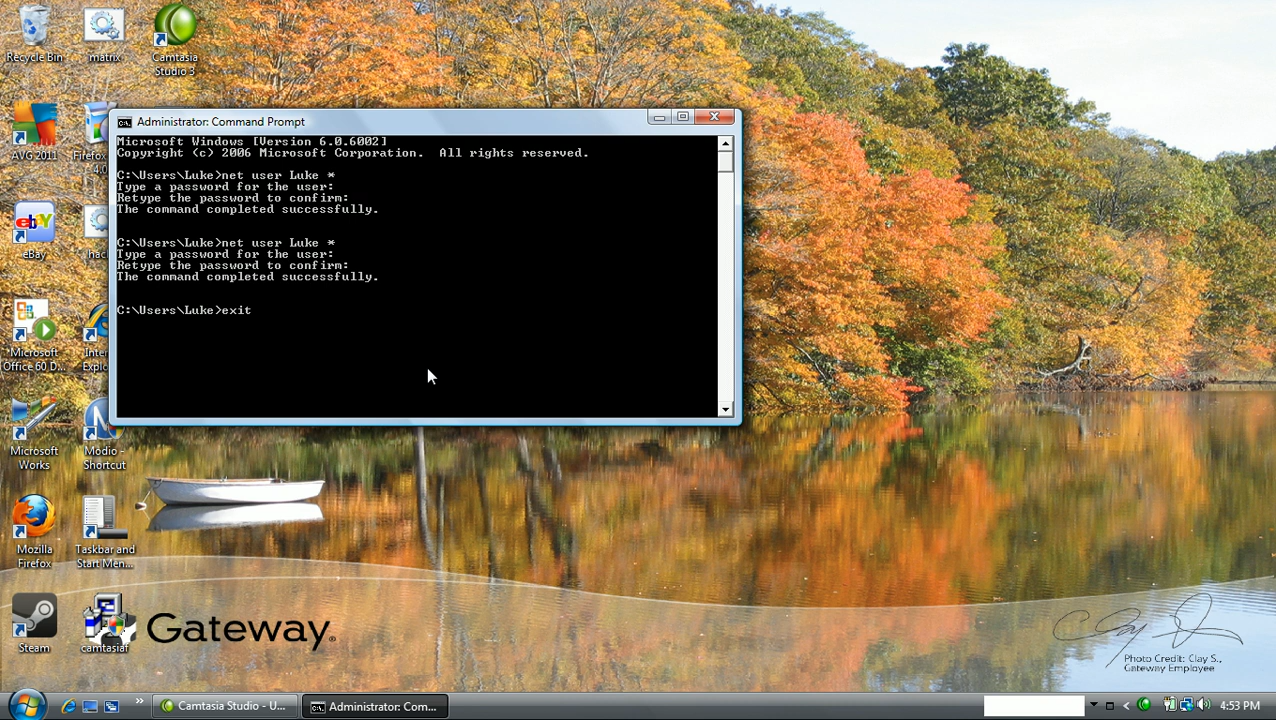 Recycle Bin
matrix
Camtasia Studio 3
AVG 2011
Firefox 4.0
eBay
Microsoft Office 60 D...
Microsoft Works
Modio - Shortcut
Mozilla Firefox
Taskbar and Start Men...
Steam
camtasiaf
Administrator: Command Prompt
Microsoft Windows [Version 6.0.6002]
Copyright (c) 2006 Microsoft Corporation.  All rights reserved.
C:\Users\Luke>net user Luke *
Type a password for the user:
Retype the password to confirm:
The command completed successfully.
C:\Users\Luke>net user Luke *
Type a password for the user:
Retype the password to confirm:
The command completed successfully.
C:\Users\Luke>exit
Gateway
Photo Credit: Clay S.,
Gateway Employee
Camtasia Studio - U...
Administrator: Com...
4:53 PM